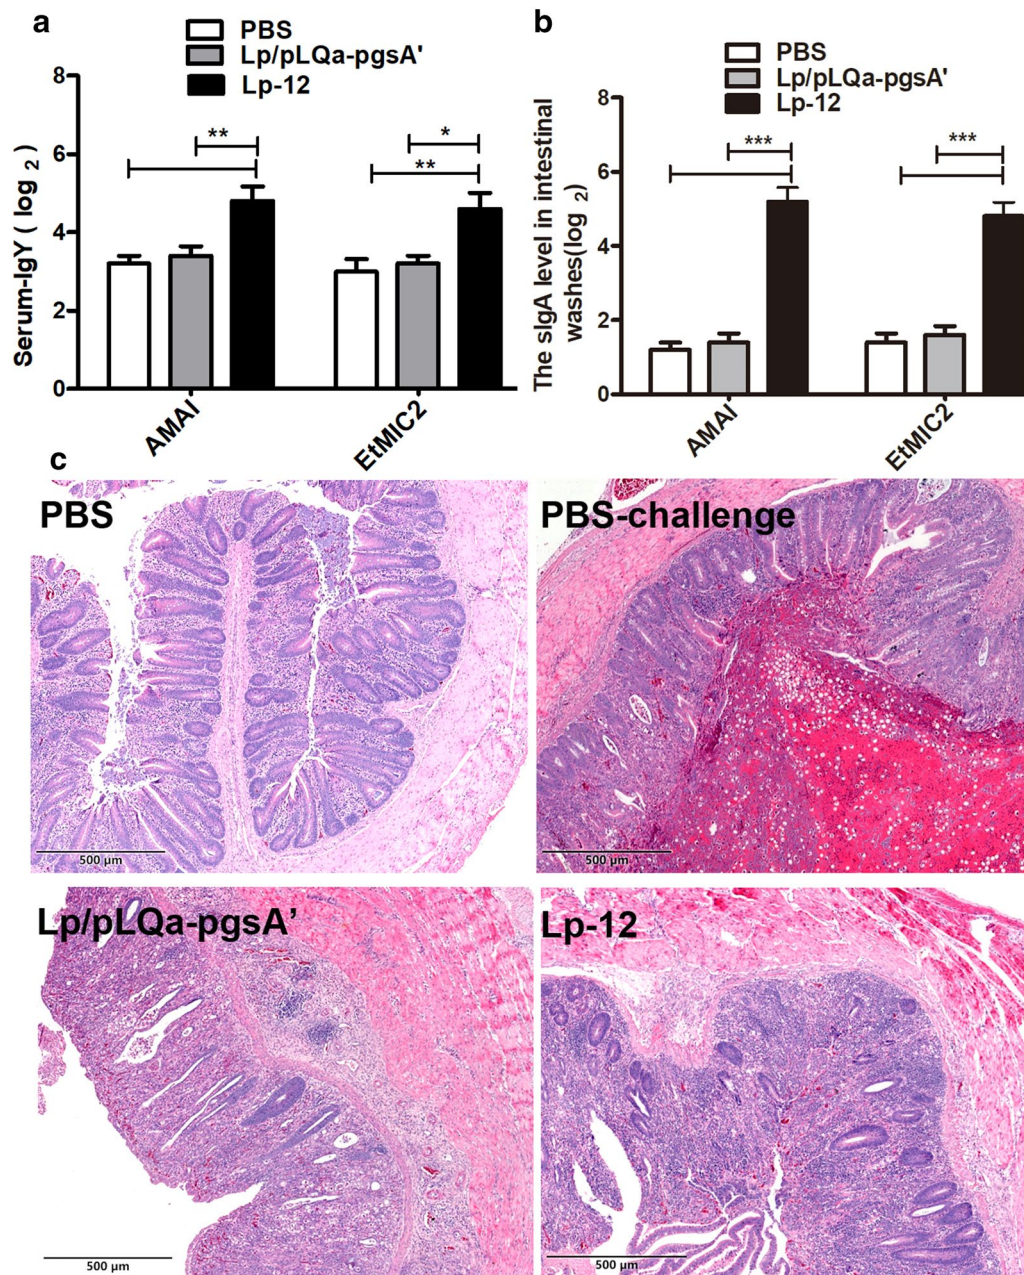 a
PBS
Lp/pLQa-pgsA'
Lp-12
Serum-IgY ( log 2 )
8
6
4
2
0
**
*
**
AMAI
EtMIC2
b
PBS
Lp/pLQa-pgsA'
Lp-12
The sIgA level in intestinal
washes(log 2)
8
6
4
2
0
***
***
AMAI
EtMIC2
c
PBS
500 µm
PBS-challenge
500 µm
Lp/pLQa-pgsA’
500 µm
Lp-12
500 µm